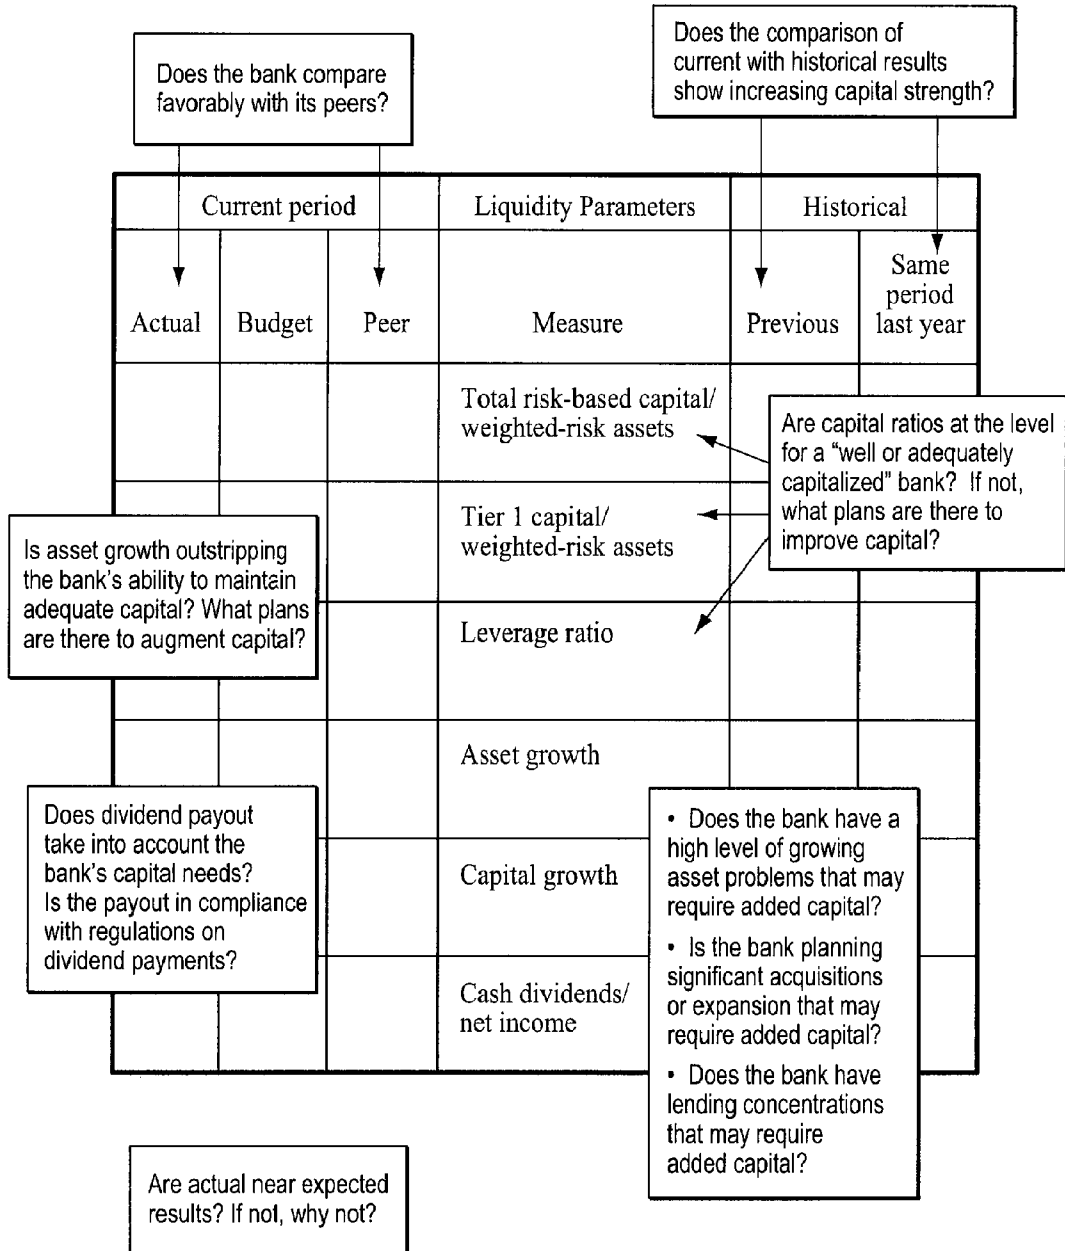 Does the bank compare
favorably with its peers?
Does the comparison of
current with historical results
show increasing capital strength?
Current period
Liquidity Parameters
Historical
Actual
Budget
Peer
Measure
Previous
Same
period
last year
Total risk-based capital/
weighted-risk assets
Are capital ratios at the level
for a “well or adequately
capitalized” bank? If not,
what plans are there to
improve capital?
Tier 1 capital/
weighted-risk assets
Is asset growth outstripping
the bank’s ability to maintain
adequate capital? What plans
are there to augment capital?
Leverage ratio
Asset growth
Does dividend payout
take into account the
bank’s capital needs?
Is the payout in compliance
with regulations on
dividend payments?
Capital growth
Cash dividends/
net income
• Does the bank have a
high level of growing
asset problems that may
require added capital?
• Is the bank planning
significant acquisitions
or expansion that may
require added capital?
• Does the bank have
lending concentrations
that may require
added capital?
Are actual near expected
results? If not, why not?